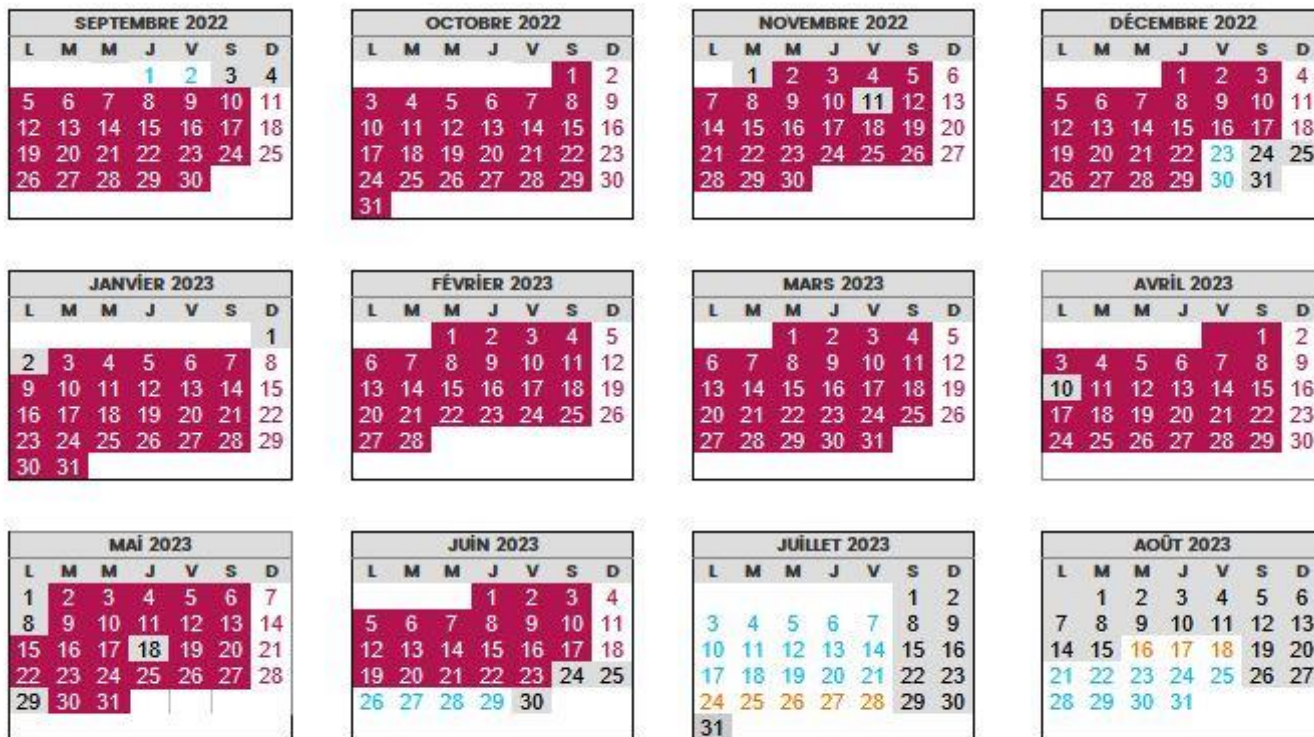 SEPTEMBRE 2022
L M M J V S D
1 2 3 4
5 6 7 8 9 10 11
12 13 14 15 16 17 18
19 20 21 22 23 24 25
26 27 28 29 30
OCTOBRE 2022
L M M J V S D
1 2
3 4 5 6 7 8 9
10 11 12 13 14 15 16
17 18 19 20 21 22 23
24 25 26 27 28 29 30
31
NOVEMBRE 2022
L M M J V S D
1 2 3 4 5 6
7 8 9 10 11 12 13
14 15 16 17 18 19 20
21 22 23 24 25 26 27
28 29 30
DÉCEMBRE 2022
L M M J V S D
1 2 3 4
5 6 7 8 9 10 11
12 13 14 15 16 17 18
19 20 21 22 23 24 25
26 27 28 29 30 31
JANVİER 2023
L M M J V S D
1
2 3 4 5 6 7 8
9 10 11 12 13 14 15
16 17 18 19 20 21 22
23 24 25 26 27 28 29
30 31
FÉVRİER 2023
L M M J V S D
1 2 3 4 5
6 7 8 9 10 11 12
13 14 15 16 17 18 19
20 21 22 23 24 25 26
27 28
MARS 2023
L M M J V S D
1 2 3 4 5
6 7 8 9 10 11 12
13 14 15 16 17 18 19
20 21 22 23 24 25 26
27 28 29 30 31
AVRİL 2023
L M M J V S D
1 2
3 4 5 6 7 8 9
10 11 12 13 14 15 16
17 18 19 20 21 22 23
24 25 26 27 28 29 30
MAİ 2023
L M M J V S D
1 2 3 4 5 6 7
8 9 10 11 12 13 14
15 16 17 18 19 20 21
22 23 24 25 26 27 28
29 30 31
JUİN 2023
L M M J V S D
1 2 3 4
5 6 7 8 9 10 11
12 13 14 15 16 17 18
19 20 21 22 23 24 25
26 27 28 29 30
JUİLLET 2023
L M M J V S D
1 2
3 4 5 6 7 8 9
10 11 12 13 14 15 16
17 18 19 20 21 22 23
24 25 26 27 28 29 30
31
AOÛT 2023
L M M J V S D
1 2 3 4 5 6
7 8 9 10 11 12 13
14 15 16 17 18 19 20
21 22 23 24 25 26 27
28 29 30 31